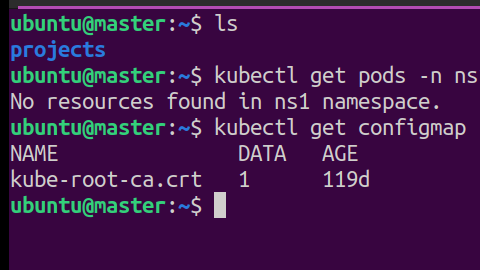 ubuntu@master:~$ ls
projects
ubuntu@master:~$ kubectl get pods -n ns
No resources found in ns1 namespace.
ubuntu@master:~$ kubectl get configmap
NAME DATA AGE
kube-root-ca.crt 1 119d
ubuntu@master:~$